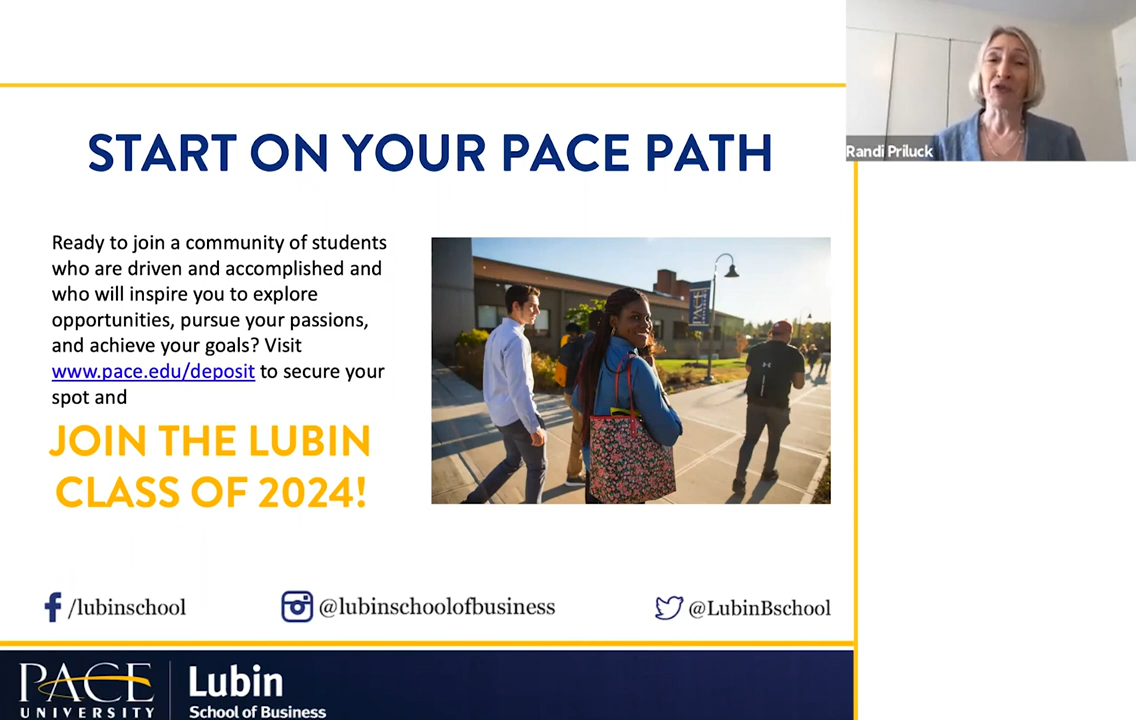 START ON YOUR PACE PATH
Randi Priluck
Ready to join a community of students
who are driven and accomplished and
who will inspire you to explore
opportunities, pursue your passions,
and achieve your goals? Visit
www.pace.edu/deposit to secure your
spot and
JOIN THE LUBIN
CLASS OF 2024!
PACE
/lubinschool
@lubinschoolofbusiness
@LubinBschool
PACE
UNIVERSITY
Lubin
School of Business